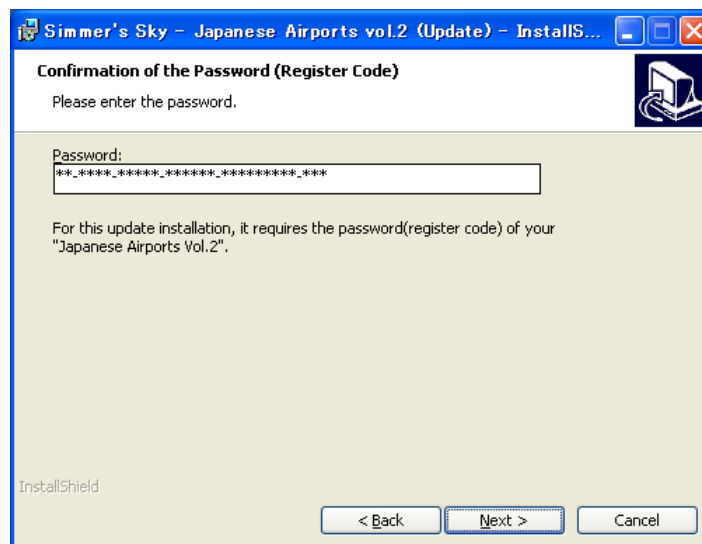 Simmer's Sky - Japanese Airports vol.2 (Update) - InstallS...
Confirmation of the Password (Register Code)
Please enter the password.
Password:
**-****-*****-******-*********-***
For this update installation, it requires the password(register code) of your
"Japanese Airports Vol.2".
InstallShield
< Back
Next >
Cancel